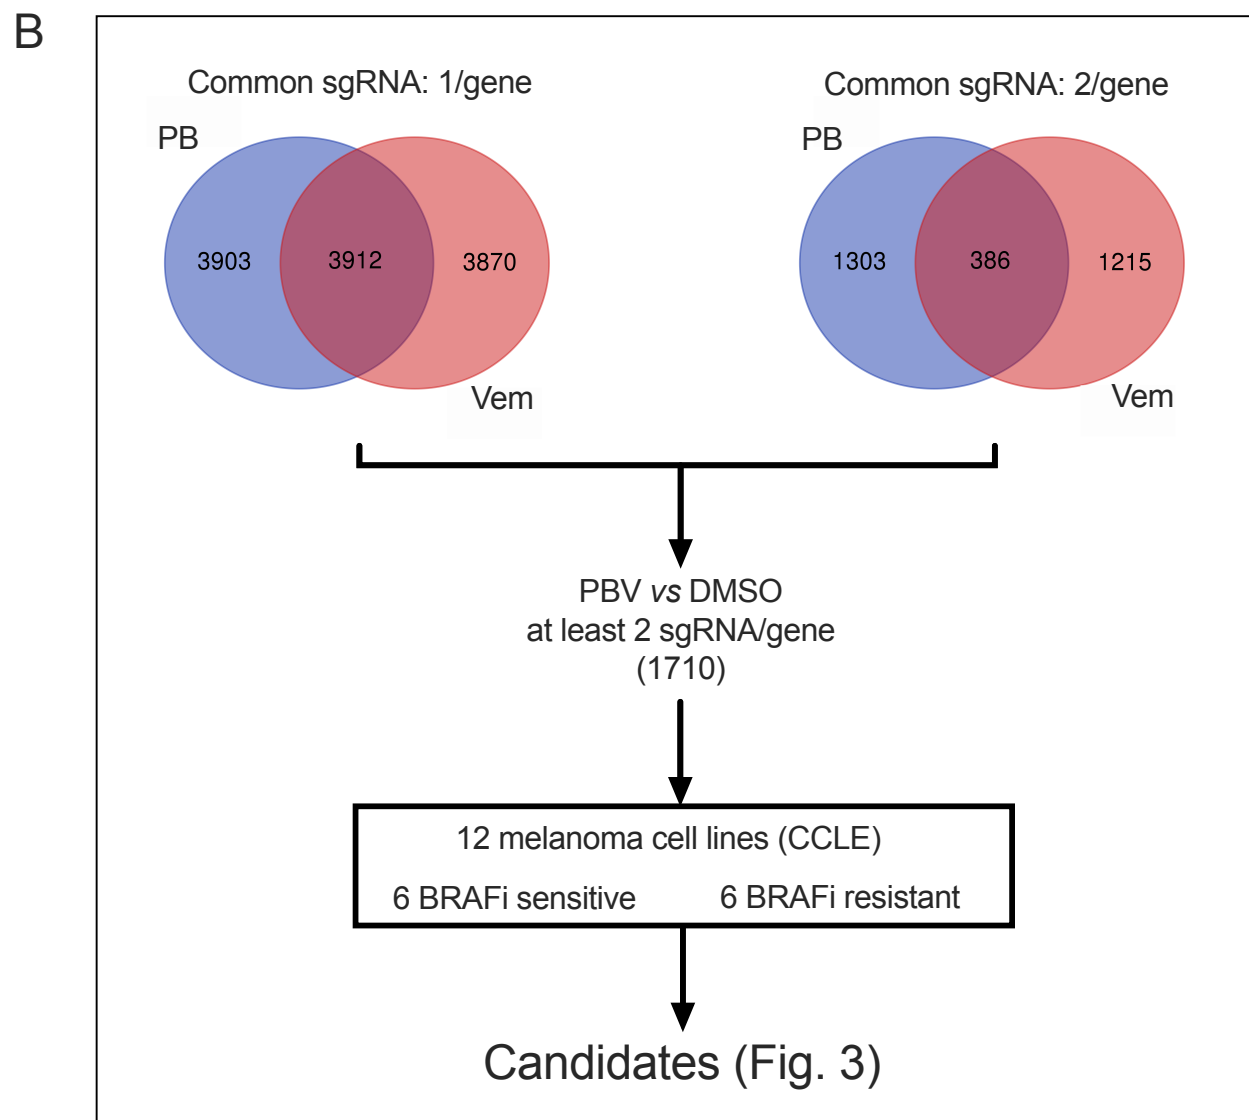 B
Common sgRNA: 1/gene
PB
3903
3912
3870
Vem
Common sgRNA: 2/gene
PB
1303
386
1215
Vem
PBV vs DMSO
at least 2 sgRNA/gene
(1710)
12 melanoma cell lines (CCLE)
6 BRAFi sensitive
6 BRAFi resistant
Candidates (Fig. 3)